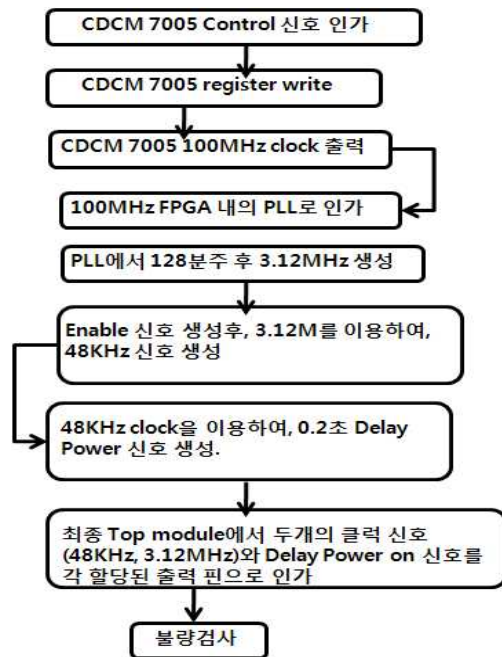 CDCM 7005 Control 신호 인가
CDCM 7005 register write
CDCM 7005 100MHz clock 출력
100MHz FPGA 내의 PLL로 인가
PLL에서 128분주 후 3.12MHz 생성
Enable 신호 생성후, 3.12M를 이용하여,
48KHz 신호 생성
48KHz clock을 이용하여, 0.2초 Delay
Power 신호 생성.
최종 Top module에서 두개의 클럭 신호
(48KHz, 3.12MHz)와 Delay Power on 신호를
각 할당된 출력 핀으로 인가
불량검사